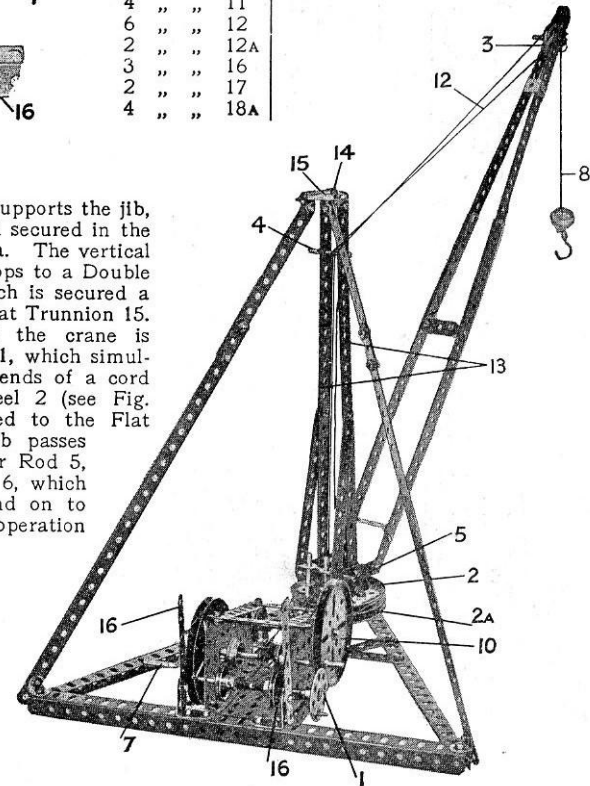 4 „ „ 11
6 „ „ 12
2 „ „ 12A
3 „ „ 16
2 „ „ 17
4 „ „ 18A
16
upports the jib,
secured in the
a. The vertical
ops to a Double
ch is secured a
at Trunnion 15.
the crane is
1, which simul-
ends of a cord
eel 2 (see Fig.
ed to the Flat
b passes
r Rod 5,
6, which
nd on to
operation
3
12
8
15
14
4
13
5
2
2A
10
16
7
16
1